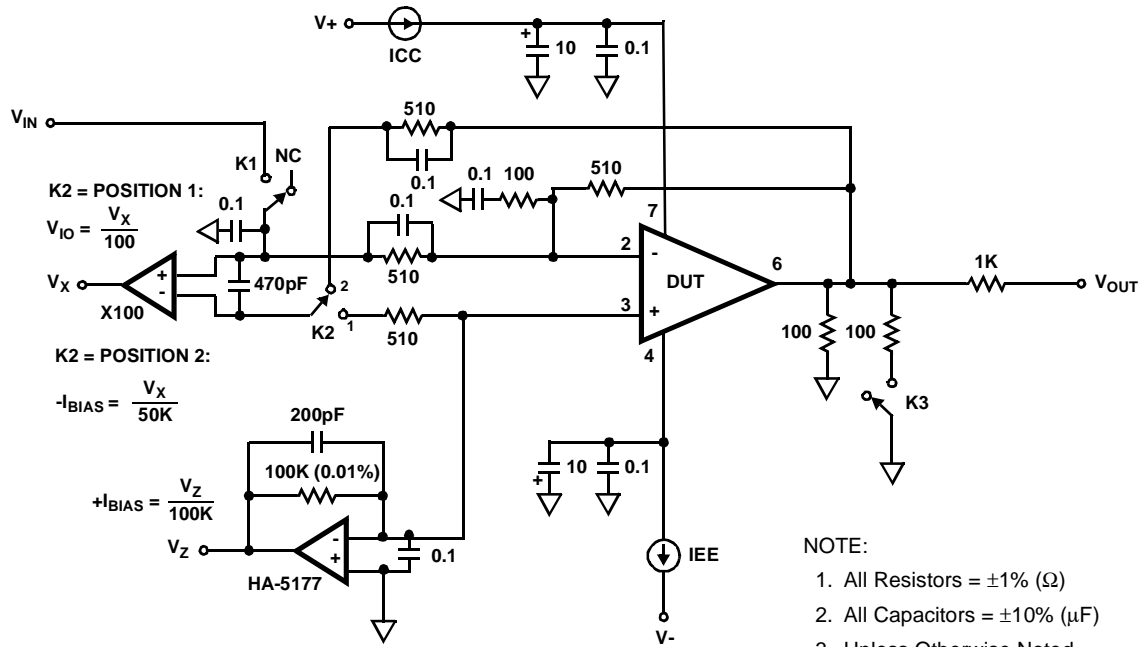 V+
ICC
+
10
0.1
VIN
510
K1
NC
0.1
0.1
100
510
K2 = POSITION 1:
VIO = VX
100
0.1
0.1
7
2
-
6
1K
VOUT
VX
+
-
X100
470pF
510
2
DUT
K2
1
510
3
+
4
100
100
K2 = POSITION 2:
-IBIAS = VX
50K
K3
200pF
100K (0.01%)
10
0.1
+
+IBIAS = VZ
100K
VZ
-
+
0.1
HA-5177
IEE
V-
NOTE:
1. All Resistors = ±1% (Ω)
2. All Capacitors = ±10% (μF)